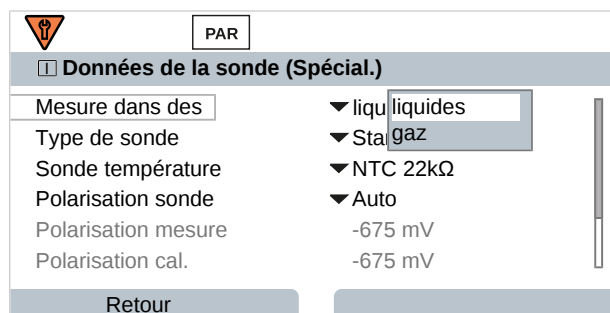 PAR
I Données de la sonde (Spécial.)
Mesure dans des liqu liquides
gaz
Type de sonde Sta
Sonde température NTC 22kΩ
Polarisation sonde Auto
Polarisation mesure -675 mV
Polarisation cal. -675 mV
Retour